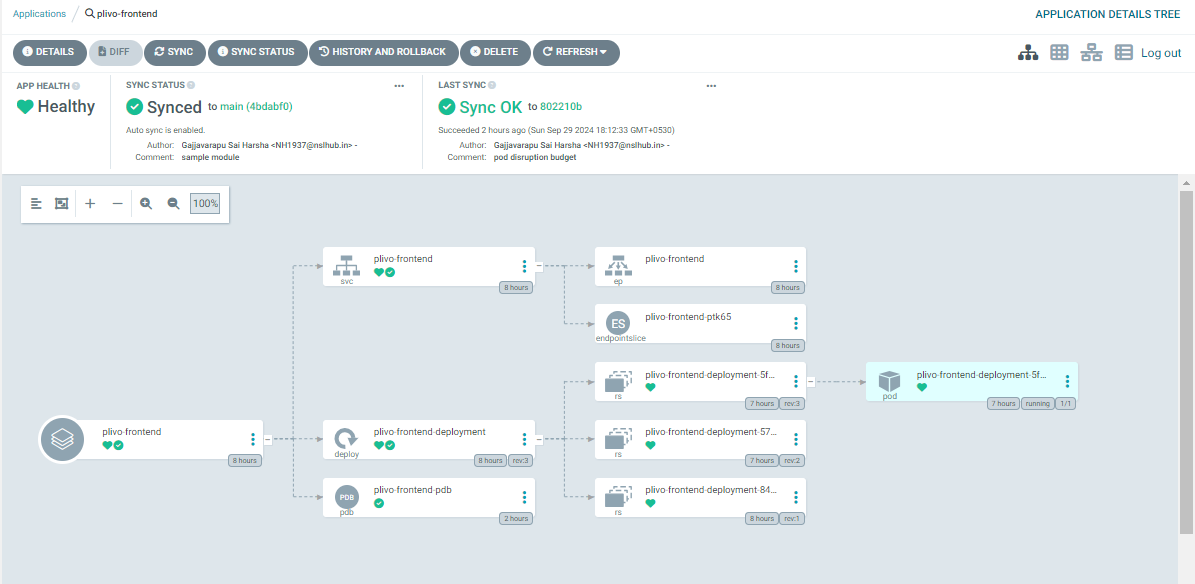 Applications plivo-frontend APPLICATION DETAILS TREE
DETAILS DIFF SYNC SYNC STATUS HISTORY AND ROLLBACK DELETE REFRESH Log out
APP HEALTH
Healthy
SYNC STATUS
Synced to main (4bdabf0)
Auto sync is enabled.
Author: Gajjavarapu Sai Harsha <NH1937@nslhub.in> -
Comment: sample module
LAST SYNC
Sync OK to 802210b
Succeeded 2 hours ago (Sun Sep 29 2024 18:12:33 GMT+0530)
Author: Gajjavarapu Sai Harsha <NH1937@nslhub.in> -
Comment: pod disruption budget
100%
plivo-frontend
8 hours
svc
plivo-frontend
8 hours
deploy
plivo-frontend-deployment
8 hours rev:3
PDB
pdb
plivo-frontend-pdb
2 hours
ep
plivo-frontend
8 hours
ES
endpointslice
plivo-frontend-ptk65
8 hours
rs
plivo-frontend-deployment-5f...
7 hours rev:3
rs
plivo-frontend-deployment-57...
7 hours rev:2
rs
plivo-frontend-deployment-84...
8 hours rev:1
pod
plivo-frontend-deployment-5f...
7 hours running 1/1